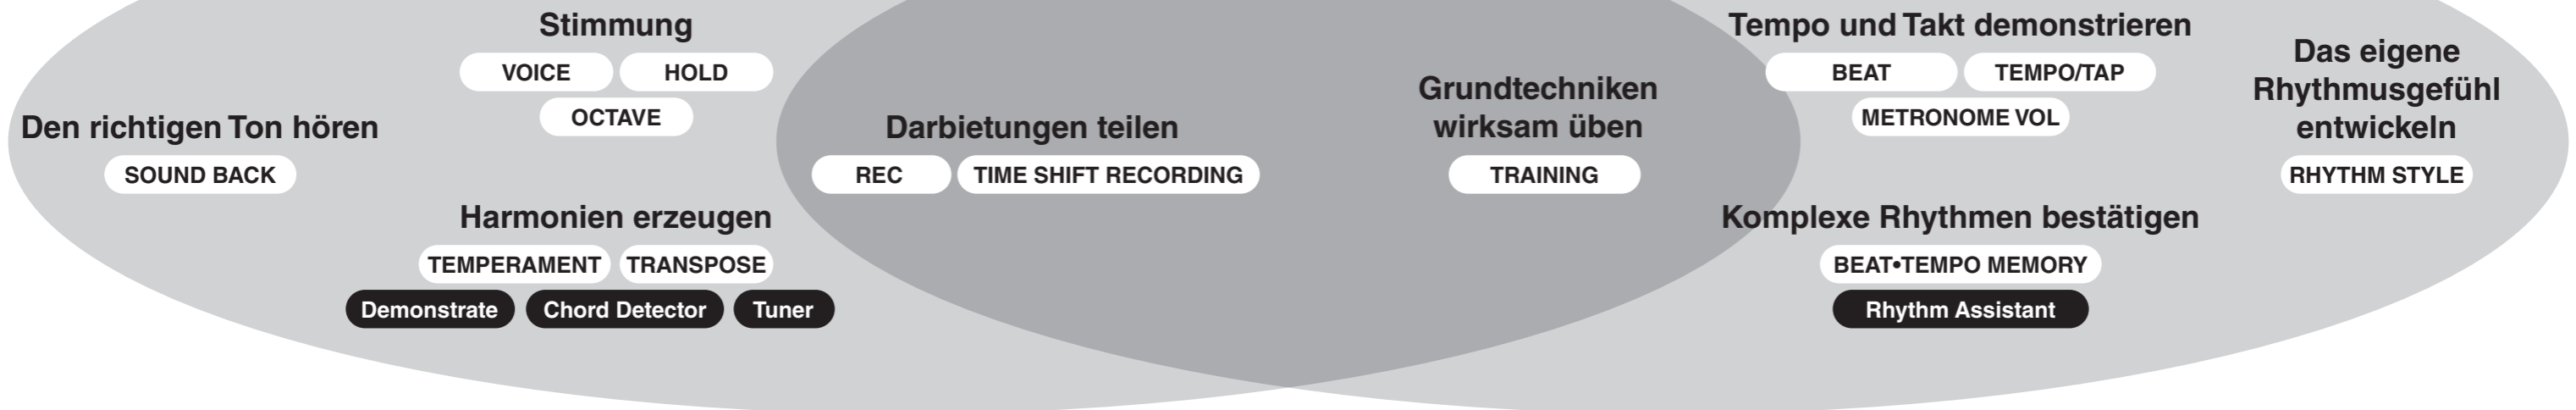 Den richtigen Ton hören
SOUND BACK
Stimmung
VOICE HOLD
OCTAVE
Harmonien erzeugen
TEMPERAMENT TRANSPOSE
Demonstrate Chord Detector Tuner
Darbietungen teilen
REC TIME SHIFT RECORDING
Grundtechniken
wirksam üben
TRAINING
Tempo und Takt demonstrieren
BEAT TEMPO/TAP
METRONOME VOL
Komplexe Rhythmen bestätigen
BEAT•TEMPO MEMORY
Rhythm Assistant
Das eigene
Rhythmusgefühl
entwickeln
RHYTHM STYLE